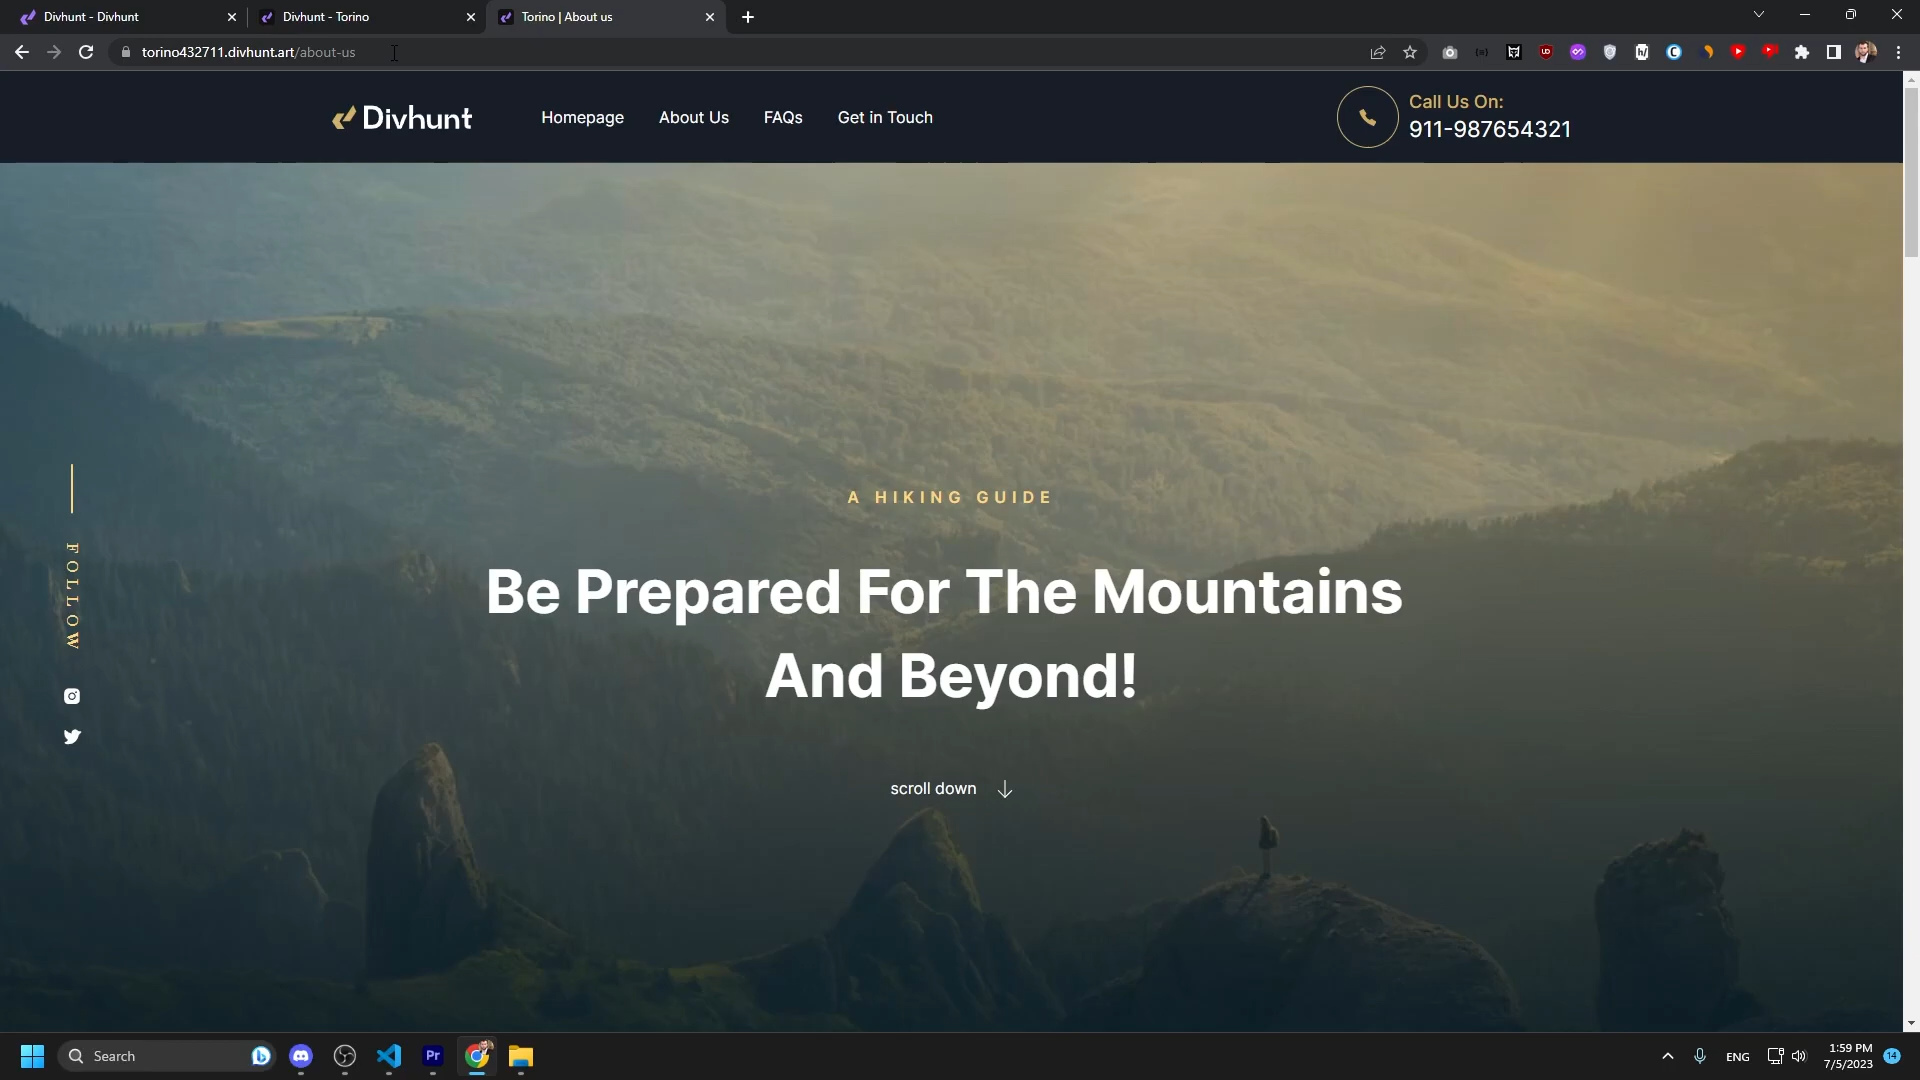 Divhunt - Divhunt
Divhunt - Torino
Torino | About us
torino432711.divhunt.art/about-us
Divhunt
Homepage
About Us
FAQs
Get in Touch
Call Us On:
911-987654321
A HIKING GUIDE
Be Prepared For The Mountains
And Beyond!
FOLLOW
scroll down
Search
Pr
ENG
1:59 PM
7/5/2023
14